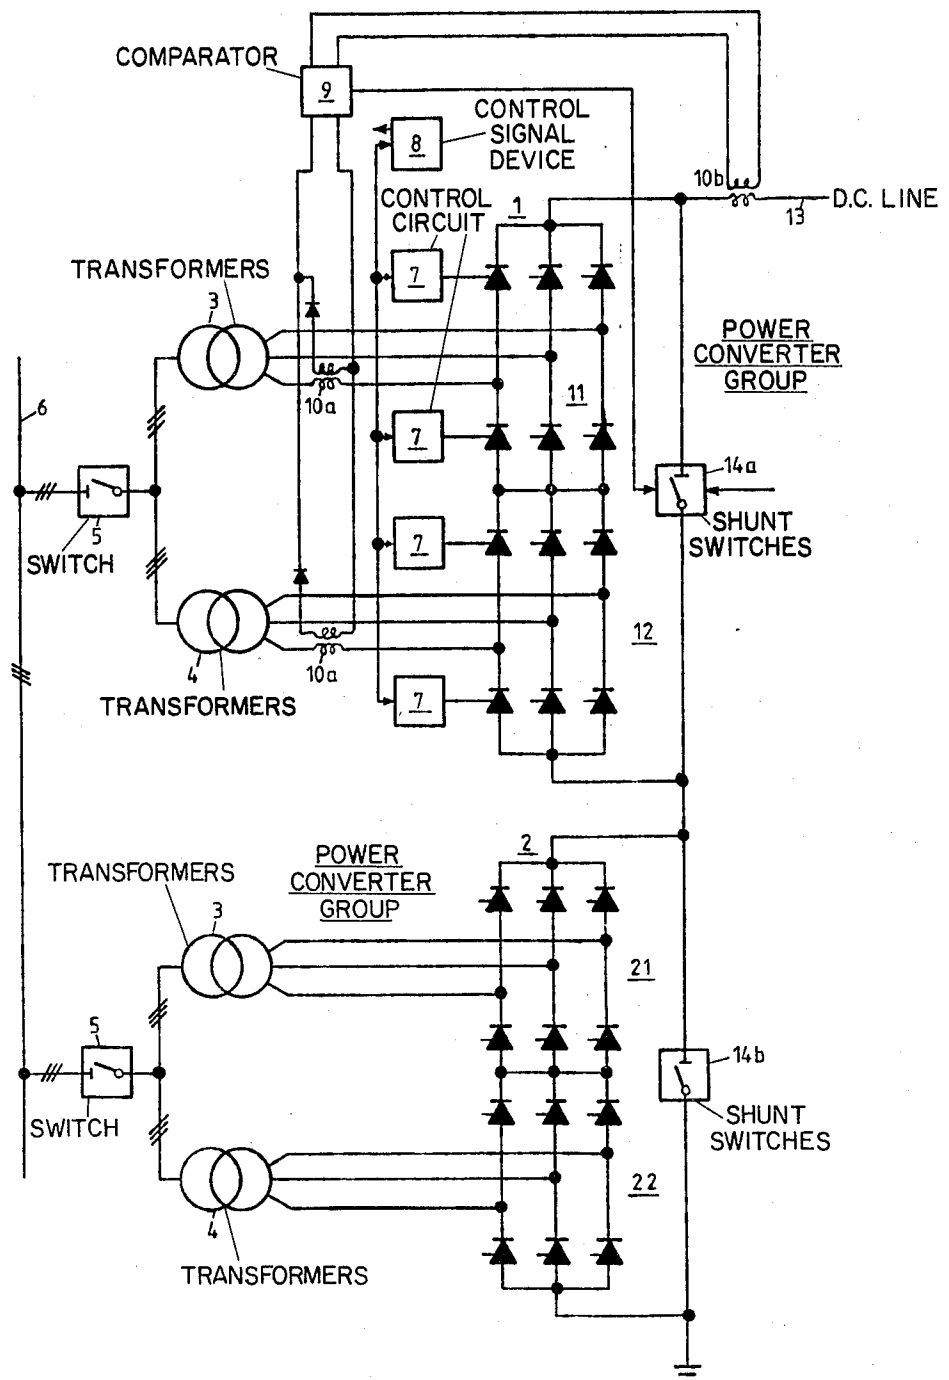 COMPARATOR
9
CONTROL
SIGNAL
DEVICE
8
10b
D.C. LINE
13
CONTROL
CIRCUIT
1
7
TRANSFORMERS
3
POWER
CONVERTER
GROUP
10a
11
6
7
14a
5
SWITCH
SHUNT
SWITCHES
7
12
4
10a
TRANSFORMERS
7
2
POWER
CONVERTER
GROUP
TRANSFORMERS
3
21
5
14b
SWITCH
SHUNT
SWITCHES
22
4
TRANSFORMERS